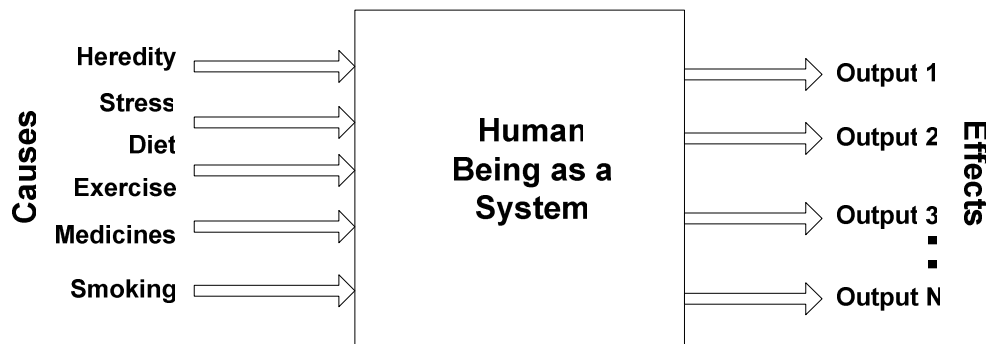 Causes
Heredity
Stress
Diet
Exercise
Medicines
Smoking
Human
Being as a
System
Output 1
Output 2
Output 3
Output N
Effects